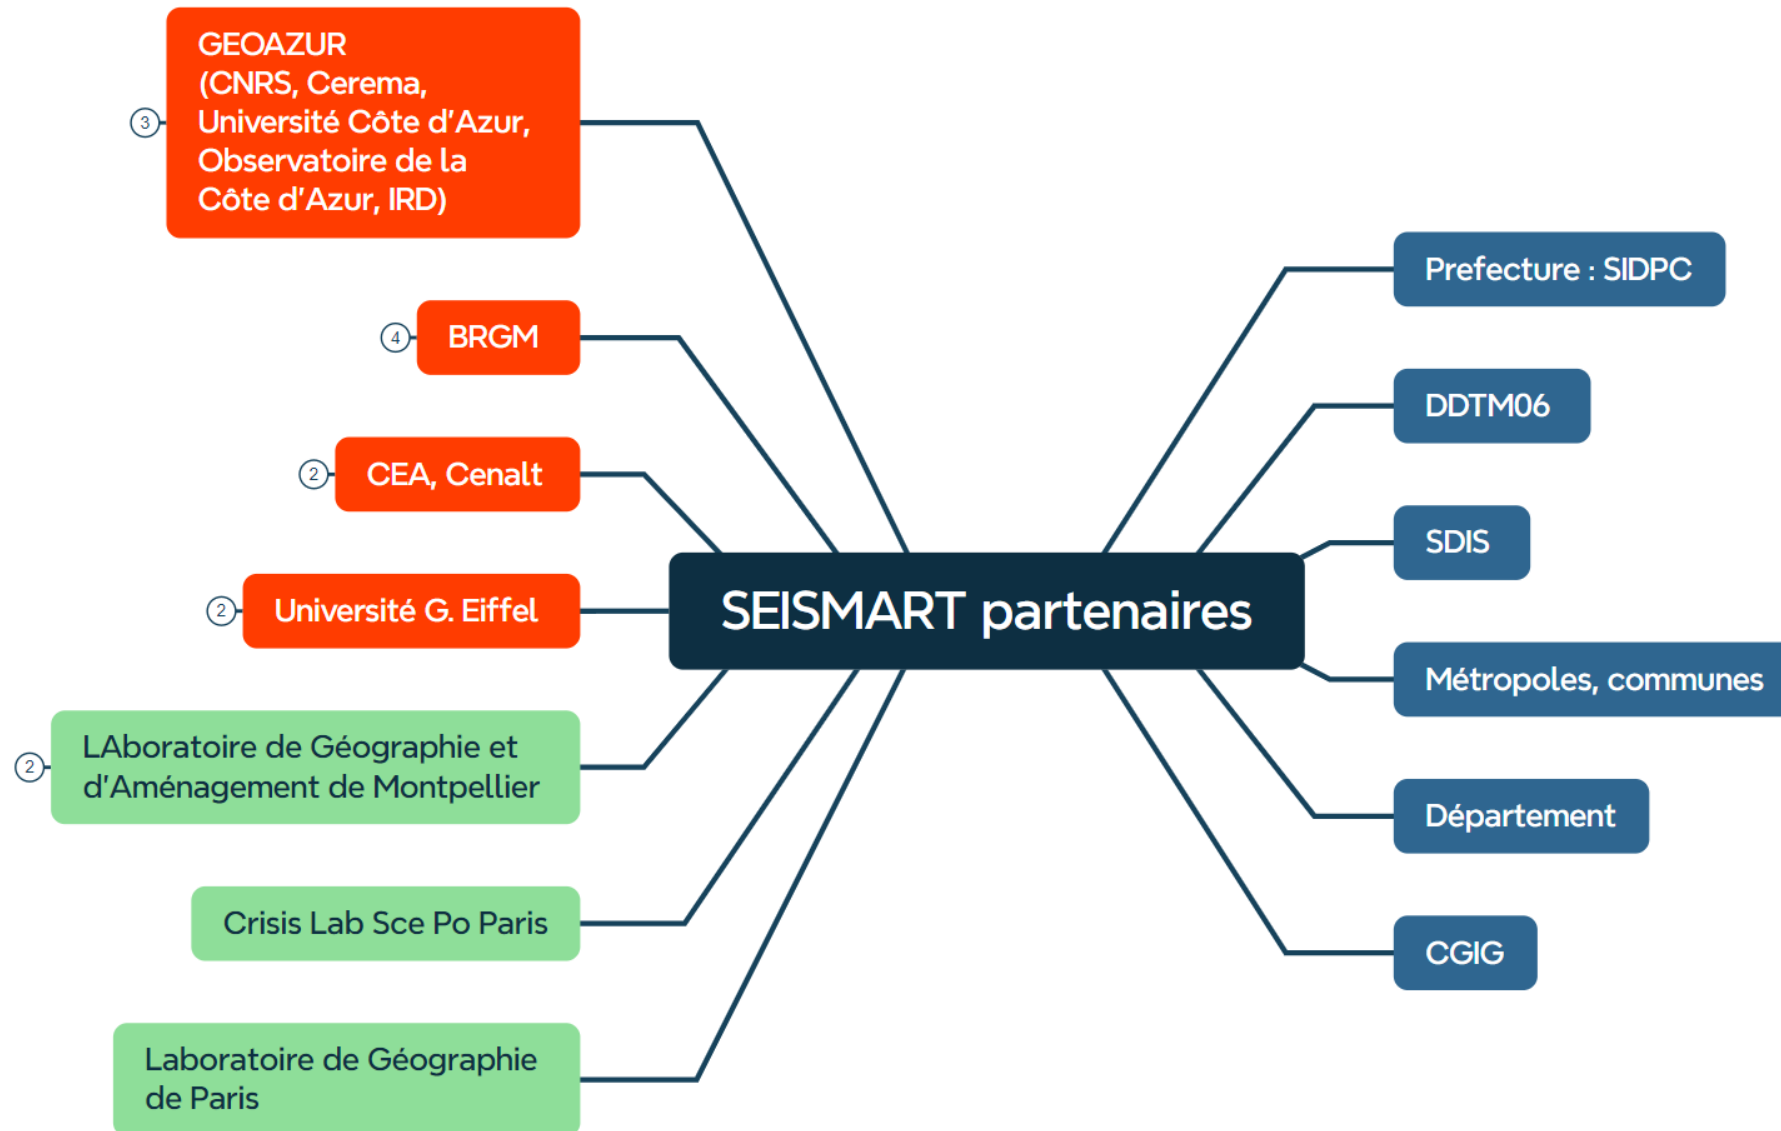 GEOAZUR
(CNRS, Cerema,
Université Côte d'Azur,
Observatoire de la
Côte d'Azur, IRD)
3
BRGM
4
CEA, Cenalt
2
Université G. Eiffel
2
LAboratoire de Géographie et
d'Aménagement de Montpellier
2
Crisis Lab Sce Po Paris
Laboratoire de Géographie
de Paris
SEISMART partenaires
Prefecture : SIDPC
DDTM06
SDIS
Métropoles, communes
Département
CGIG